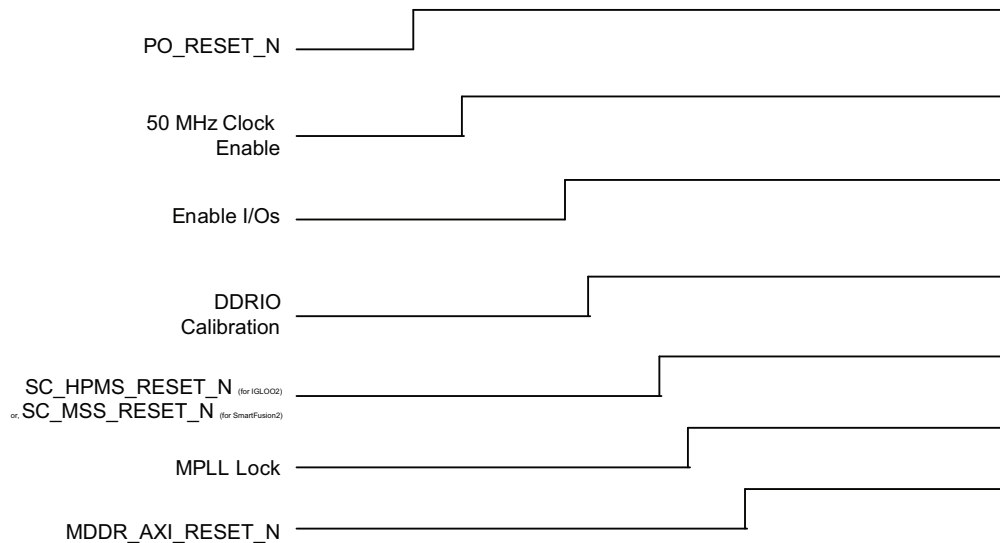 PO_RESET_N
50 MHz Clock
Enable
Enable I/Os
DDRIO
Calibration
SC_HPMS_RESET_N (for IGLOO2)
or, SC_MSS_RESET_N (for SmartFusion2)
MPLL Lock
MDDR_AXI_RESET_N